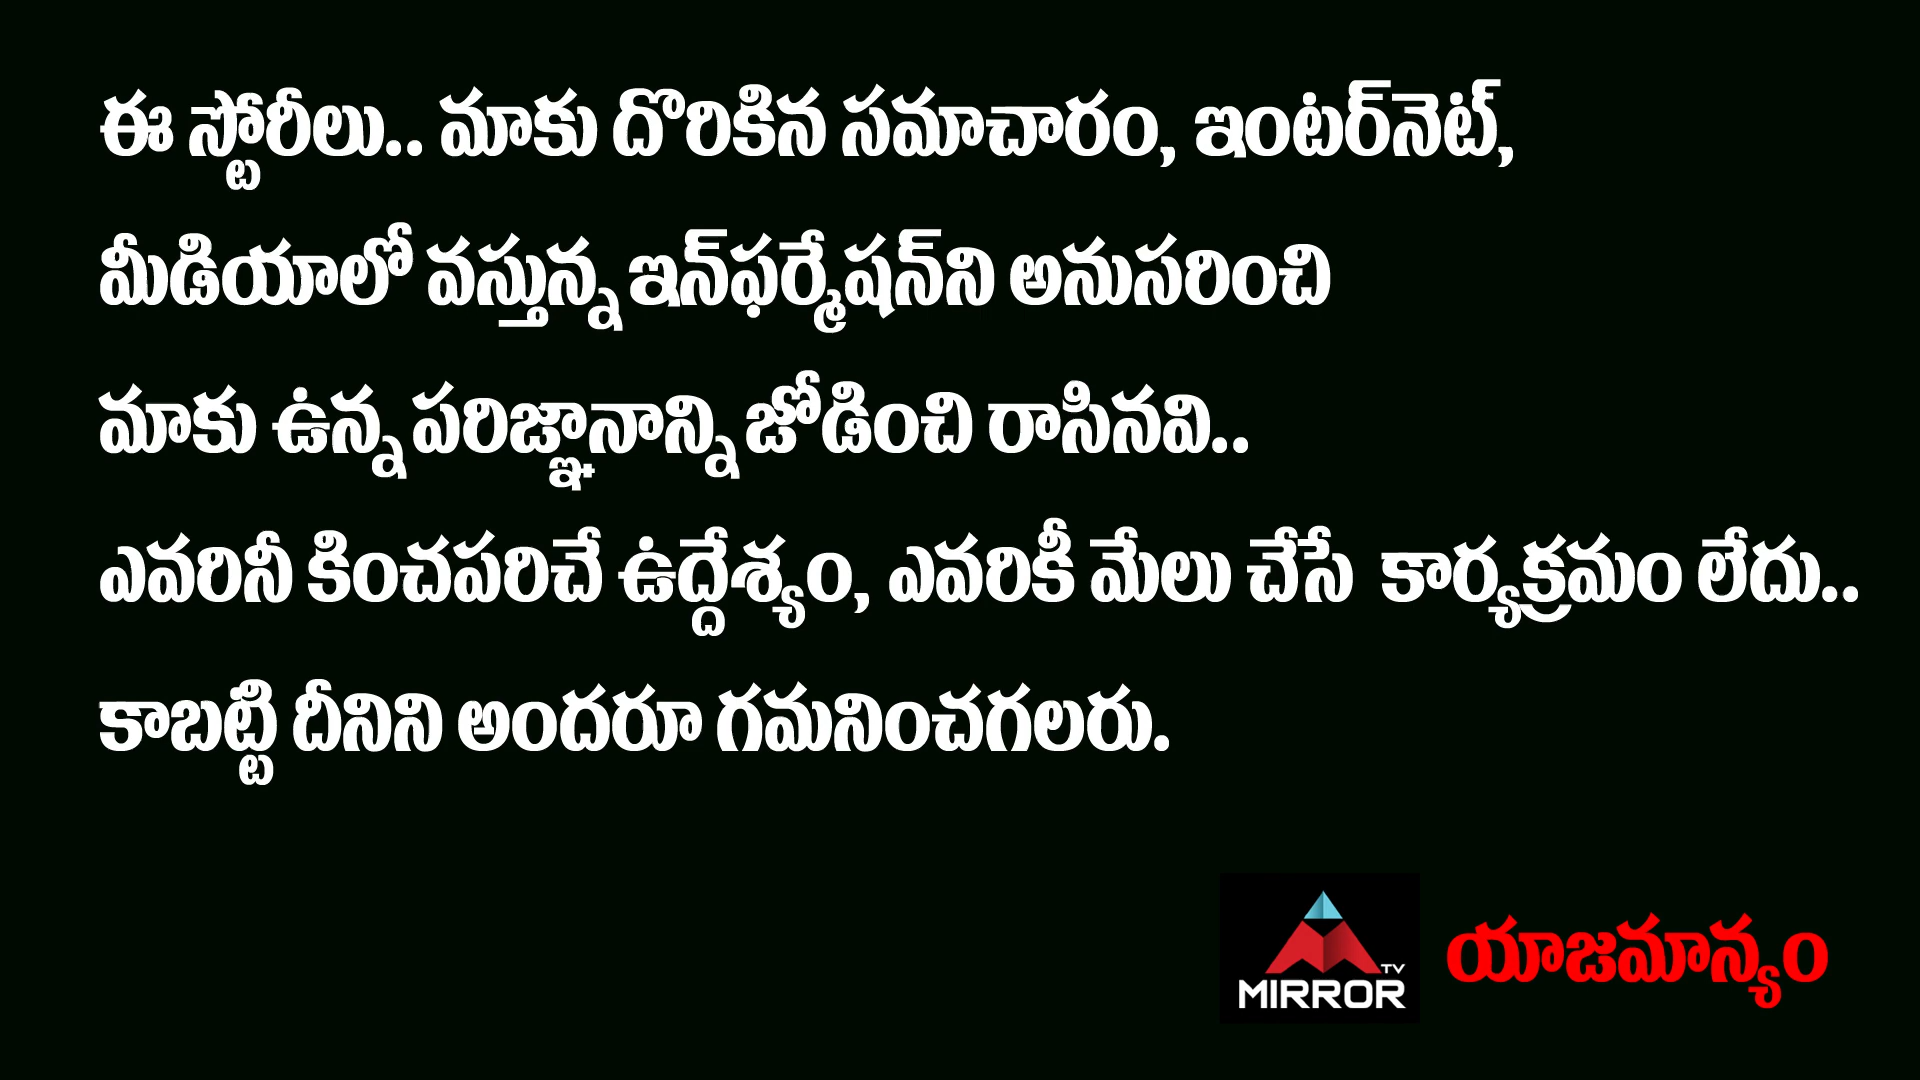 ఈ స్టోరీలు.. మాకు దొరికిన సమాచారం, ఇంటర్‌నెట్,
మీడియాలో వస్తున్న ఇన్‌ఫర్మేషన్‌ని అనుసరించి
మాకు ఉన్న పరిజ్ఞానాన్ని జోడించి రాసినవి..
ఎవరినీ కించపరిచే ఉద్దేశ్యం, ఎవరికీ మేలు చేసే కార్యక్రమం లేదు..
కాబట్టి దీనిని అందరూ గమనించగలరు.
TV
MIRROR
యాజమాన్యం